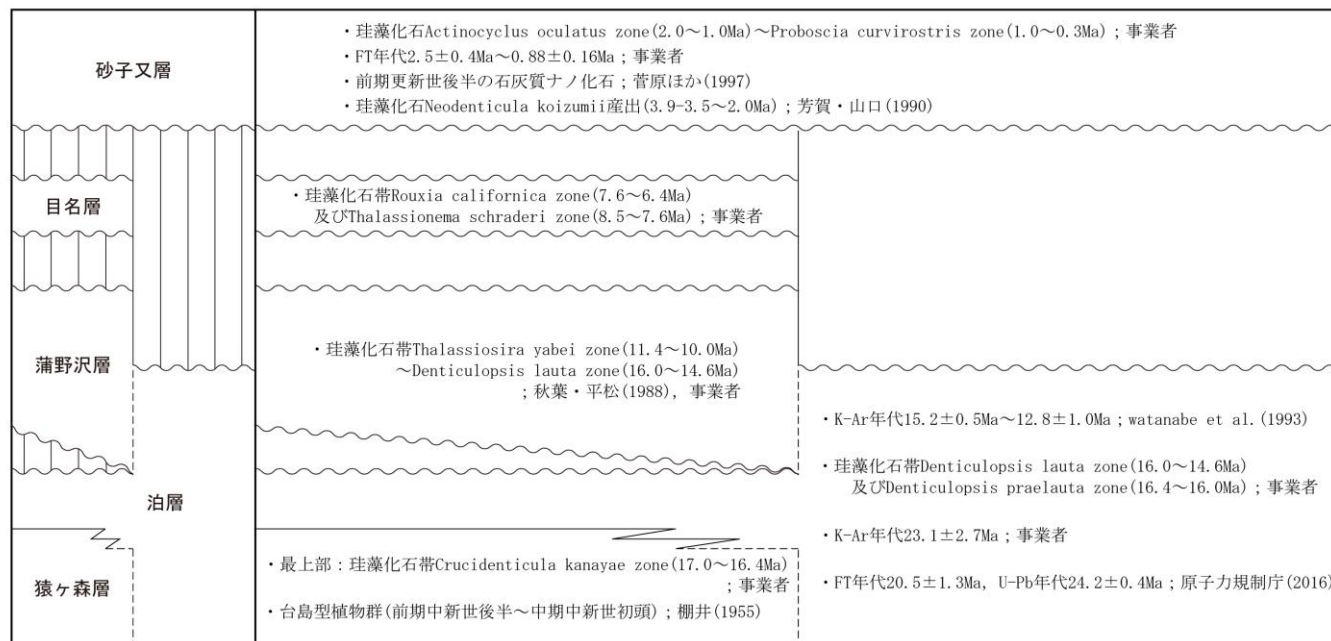 砂子又層
・珪藻化石Actinocyclus oculatus zone(2.0～1.0Ma)～Proboscia curvirostris zone(1.0～0.3Ma)；事業者
・FT年代2.5±0.4Ma～0.88±0.16Ma；事業者
・前期更新世後半の石灰質ナノ化石；菅原ほか(1997)
・珪藻化石Neodenticula koizumii産出(3.9-3.5～2.0Ma)；芳賀・山口(1990)
目名層
・珪藻化石帯Rouxia californica zone(7.6～6.4Ma)
及びThalassionema schraderi zone(8.5～7.6Ma)；事業者
蒲野沢層
・珪藻化石帯Thalassiosira yabei zone(11.4～10.0Ma)
～Denticulopsis lauta zone(16.0～14.6Ma)
；秋葉・平松(1988), 事業者
泊層
・K-Ar年代15.2±0.5Ma～12.8±1.0Ma；watanabe et al.(1993)
・珪藻化石帯Denticulopsis lauta zone(16.0～14.6Ma)
及びDenticulopsis praelauta zone(16.4～16.0Ma)；事業者
・K-Ar年代23.1±2.7Ma；事業者
・FT年代20.5±1.3Ma, U-Pb年代24.2±0.4Ma；原子力規制庁(2016)
猿ヶ森層
・最上部：珪藻化石帯Crucidenticula kanayae zone(17.0～16.4Ma)
；事業者
・台島型植物群(前期中新世後半～中期中新世初頭)；棚井(1955)